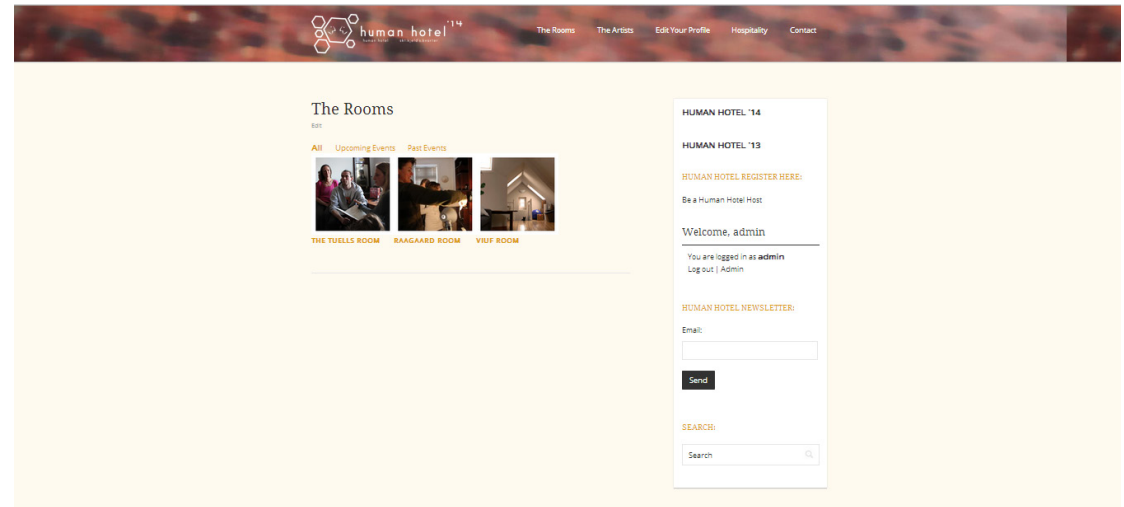 human hotel '14
The Rooms The Artists Edit Your Profile Hospitality Contact
The Rooms
Edit
All Upcoming Events Past Events
THE TUELLS ROOM RAAGAARD ROOM VIUF ROOM
HUMAN HOTEL '14
HUMAN HOTEL '13
HUMAN HOTEL REGISTER HERE:
Be a Human Hotel Host
Welcome, admin
You are logged in as admin
Log out | Admin
HUMAN HOTEL NEWSLETTER:
Email:
Send
SEARCH:
Search